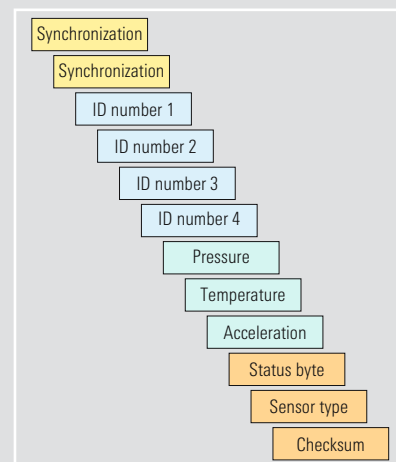 Synchronization
Synchronization
ID number 1
ID number 2
ID number 3
ID number 4
Pressure
Temperature
Acceleration
Status byte
Sensor type
Checksum